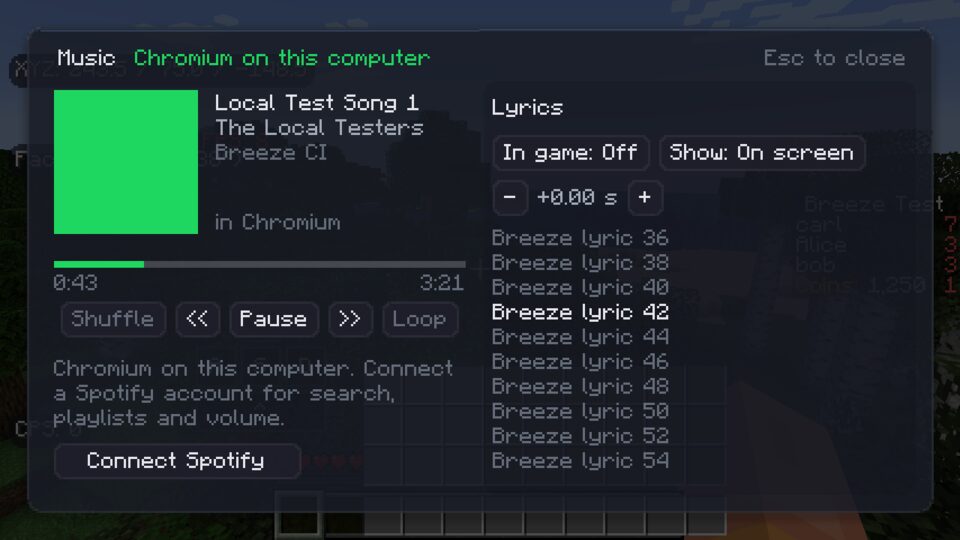 Music Chromium on this computer
Esc to close
Local Test Song 1
The Local Testers
Breeze CI
in Chromium
0:43
3:21
Shuffle << Pause >> Loop
Chromium on this computer. Connect
a Spotify account for search,
playlists and volume.
Connect Spotify
Lyrics
In game: Off
Show: On screen
- +0.00 s +
Breeze lyric 36
Breeze lyric 38
Breeze lyric 40
Breeze lyric 42
Breeze lyric 44
Breeze lyric 46
Breeze lyric 48
Breeze lyric 50
Breeze lyric 52
Breeze lyric 54
Breeze Test
carl 7
Alice 3
bob 3
Coins: 1,250 1